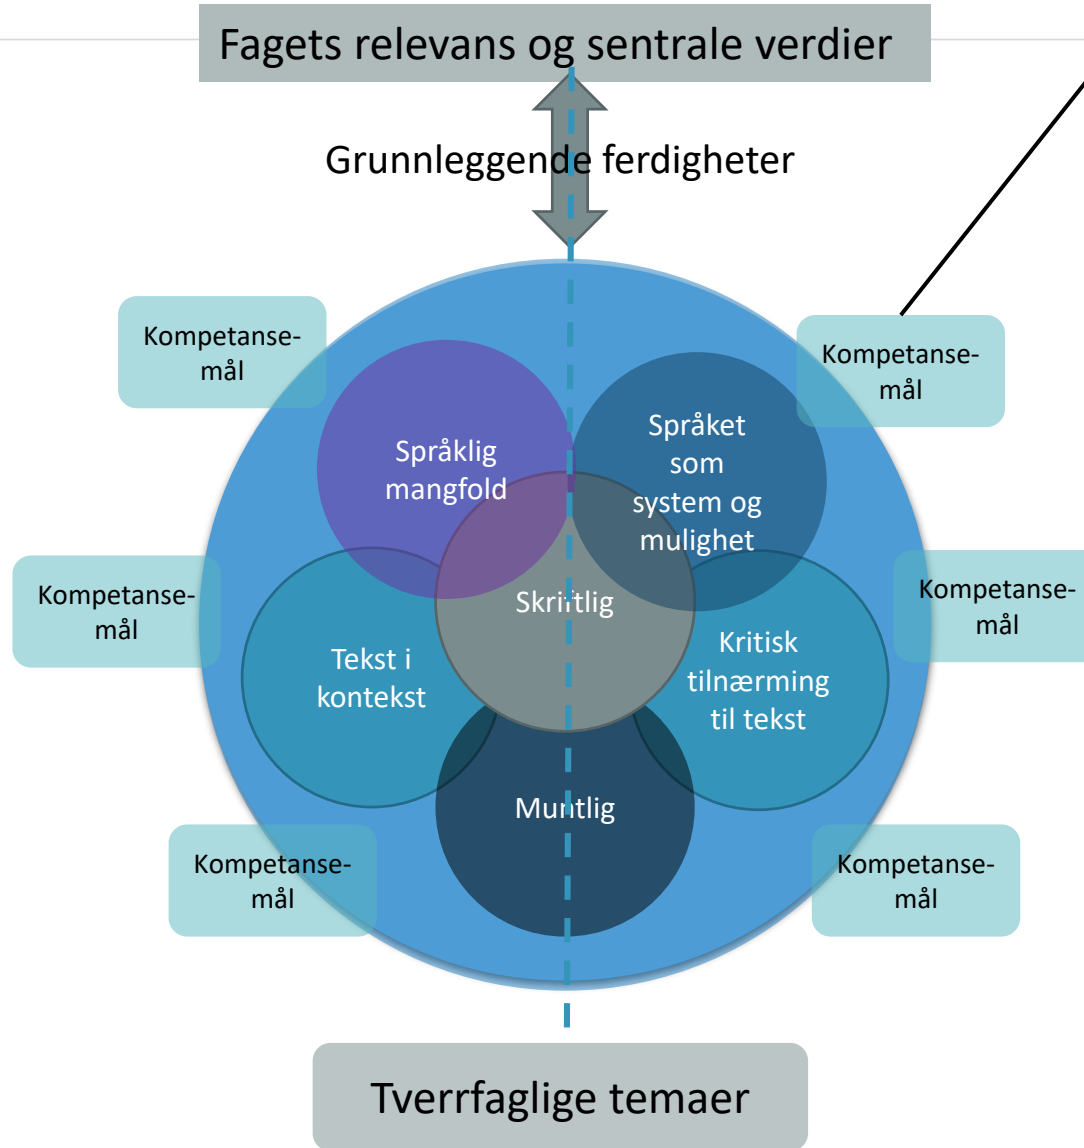 Fagets relevans og sentrale verdier
Grunnleggende ferdigheter
Kompetanse-
mål
Kompetanse-
mål
Språklig
mangfold
Språket
som
system og
mulighet
Kompetanse-
mål
Skriftlig
Kompetanse-
mål
Tekst i
kontekst
Kritisk
tilnærming
til tekst
Muntlig
Kompetanse-
mål
Kompetanse-
mål
Tverrfaglige temaer